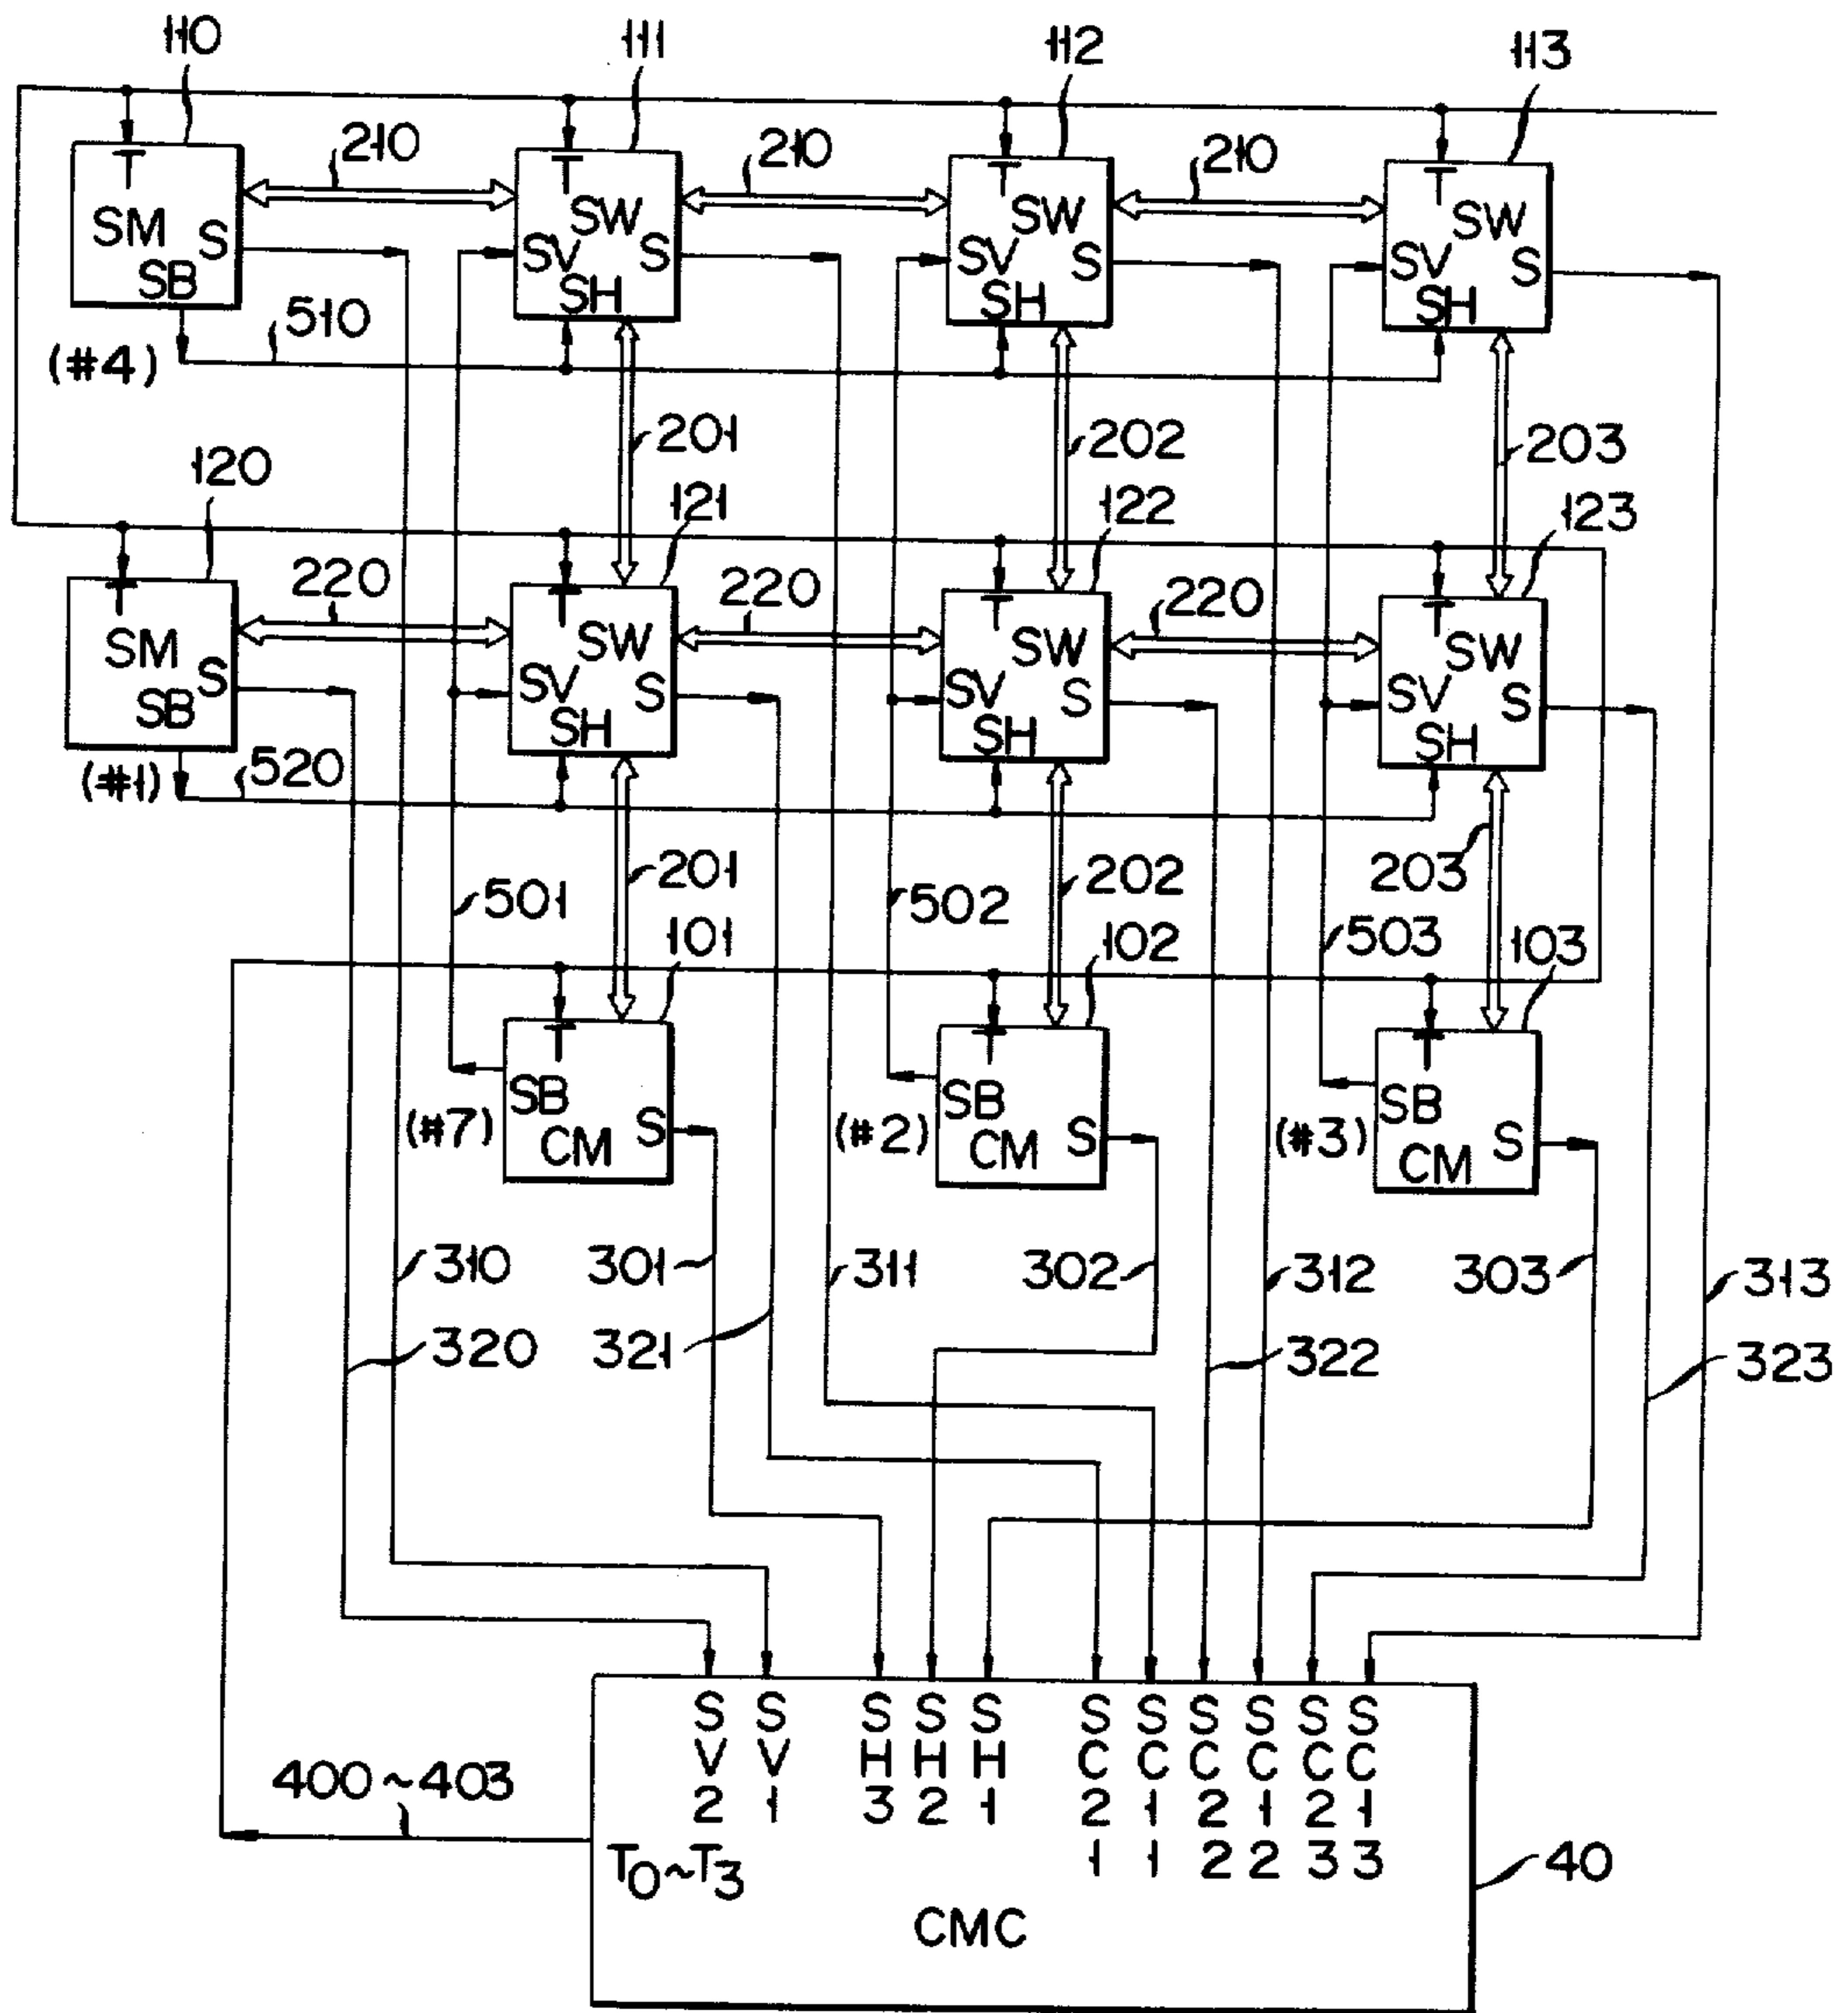 110 111 112 113
210 210 210
T T T T
SM S SB
SW SV S SH
SW SV S SH
SW SV S SH
510
(#4)
201 202 203
120 121 122 123
220 220 220
T T T T
SM S SB
SW SV S SH
SW SV S SH
SW SV S SH
(#1) 520
201 202 203
501 502 503
101 102 103
T T T
SB SB SB
(#7) (#2) (#3)
CM S CM S CM S
310 301 311 302 312 303 313
320 321 322 323
SV2 SV1 SH3 SH2 SH1 SC21 SC11 SC22 SC12 SC23 SC13
400~403
T0~T3
40
CMC